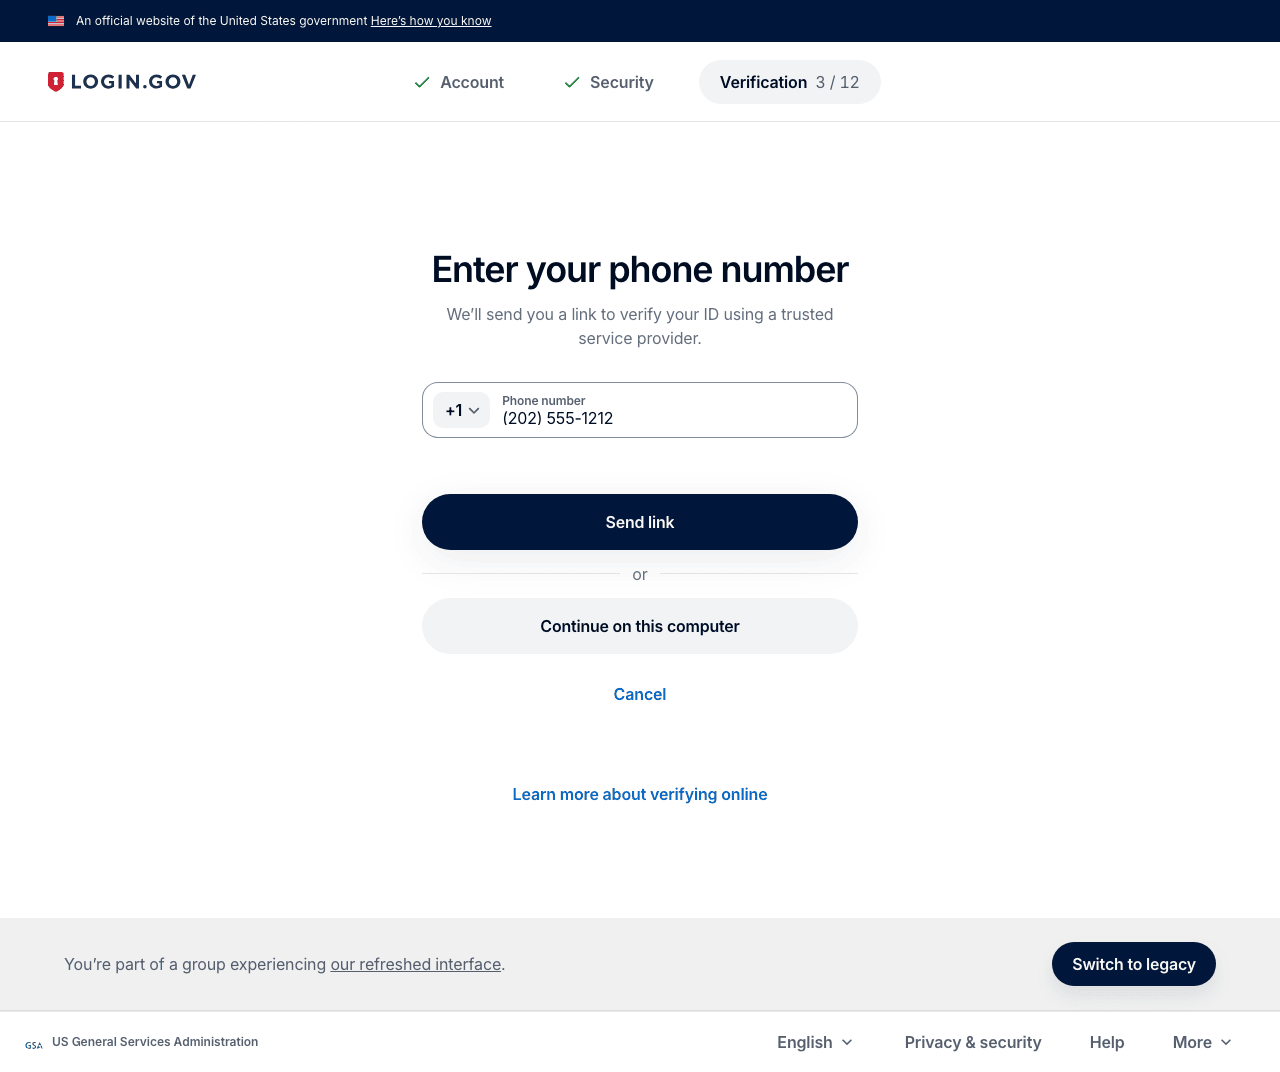 An official website of the United States government Here’s how you know
LOGIN.GOV
Account
Security
Verification 3 / 12
Enter your phone number
We’ll send you a link to verify your ID using a trusted
service provider.
+1
Phone number
(202) 555-1212
Send link
or
Continue on this computer
Cancel
Learn more about verifying online
You’re part of a group experiencing our refreshed interface.
Switch to legacy
GSA
US General Services Administration
English
Privacy & security
Help
More